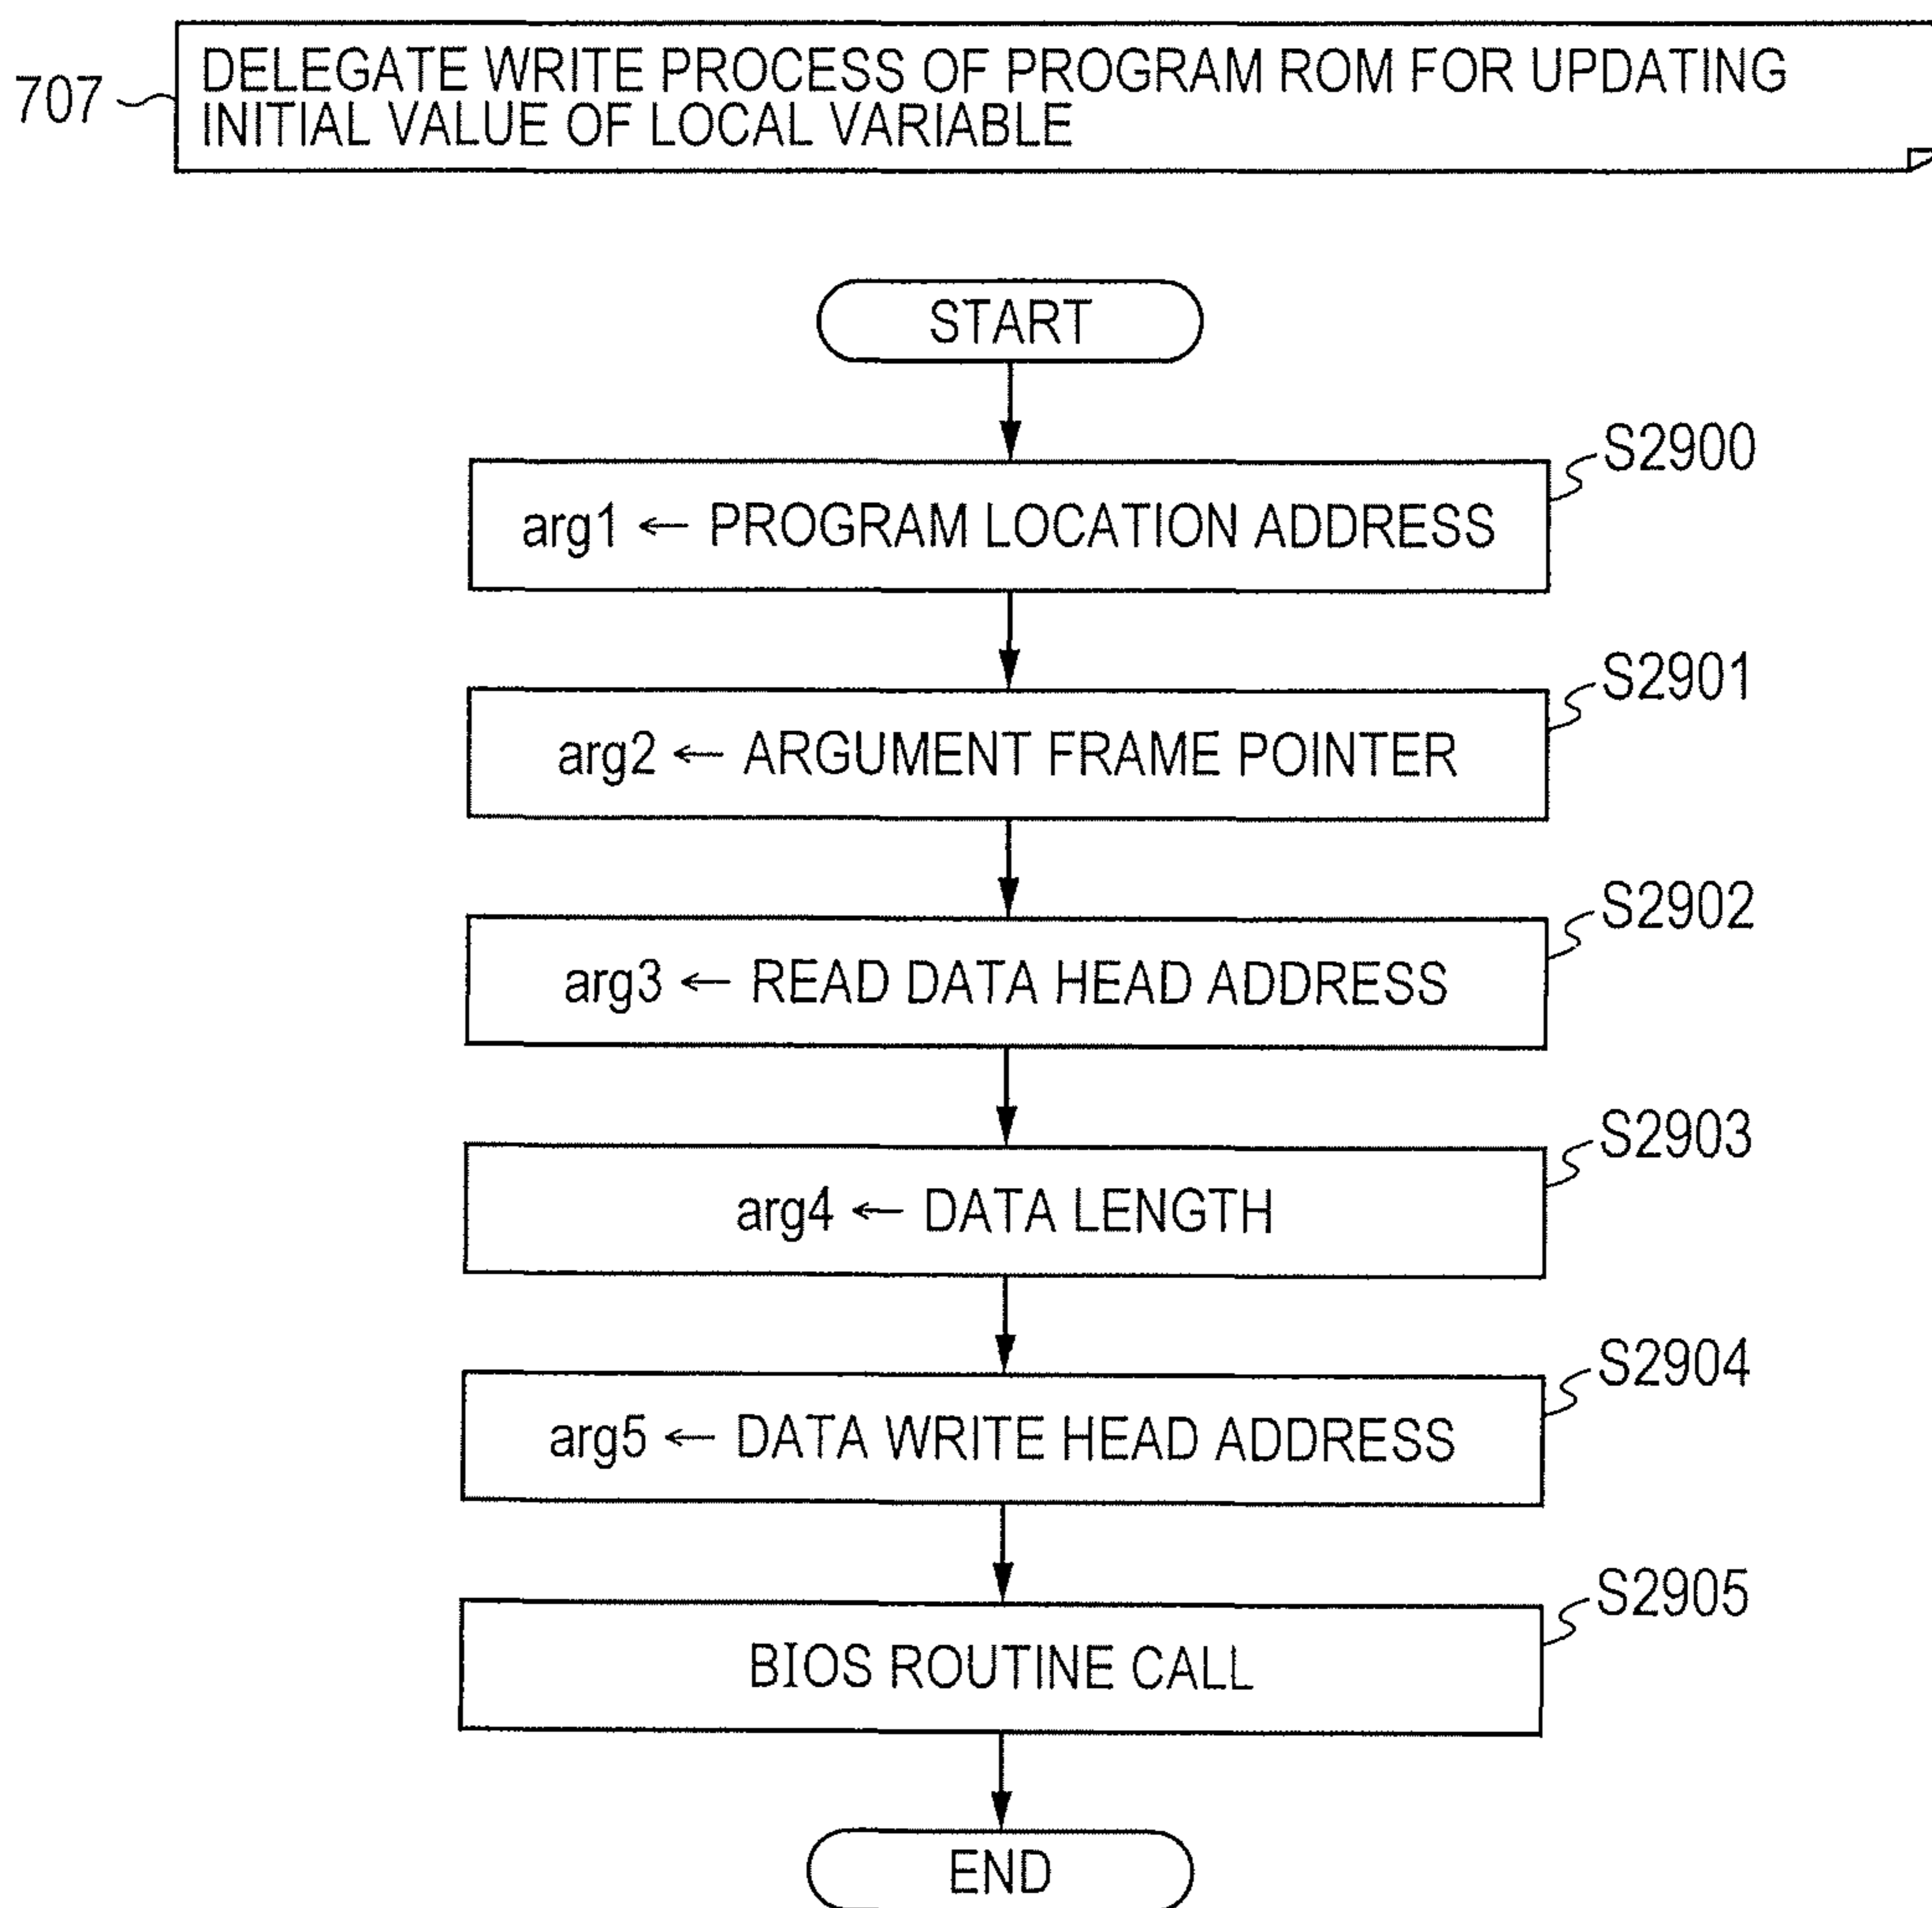 707
DELEGATE WRITE PROCESS OF PROGRAM ROM FOR UPDATING
INITIAL VALUE OF LOCAL VARIABLE
START
S2900
arg1 ← PROGRAM LOCATION ADDRESS
S2901
arg2 ← ARGUMENT FRAME POINTER
S2902
arg3 ← READ DATA HEAD ADDRESS
S2903
arg4 ← DATA LENGTH
S2904
arg5 ← DATA WRITE HEAD ADDRESS
S2905
BIOS ROUTINE CALL
END